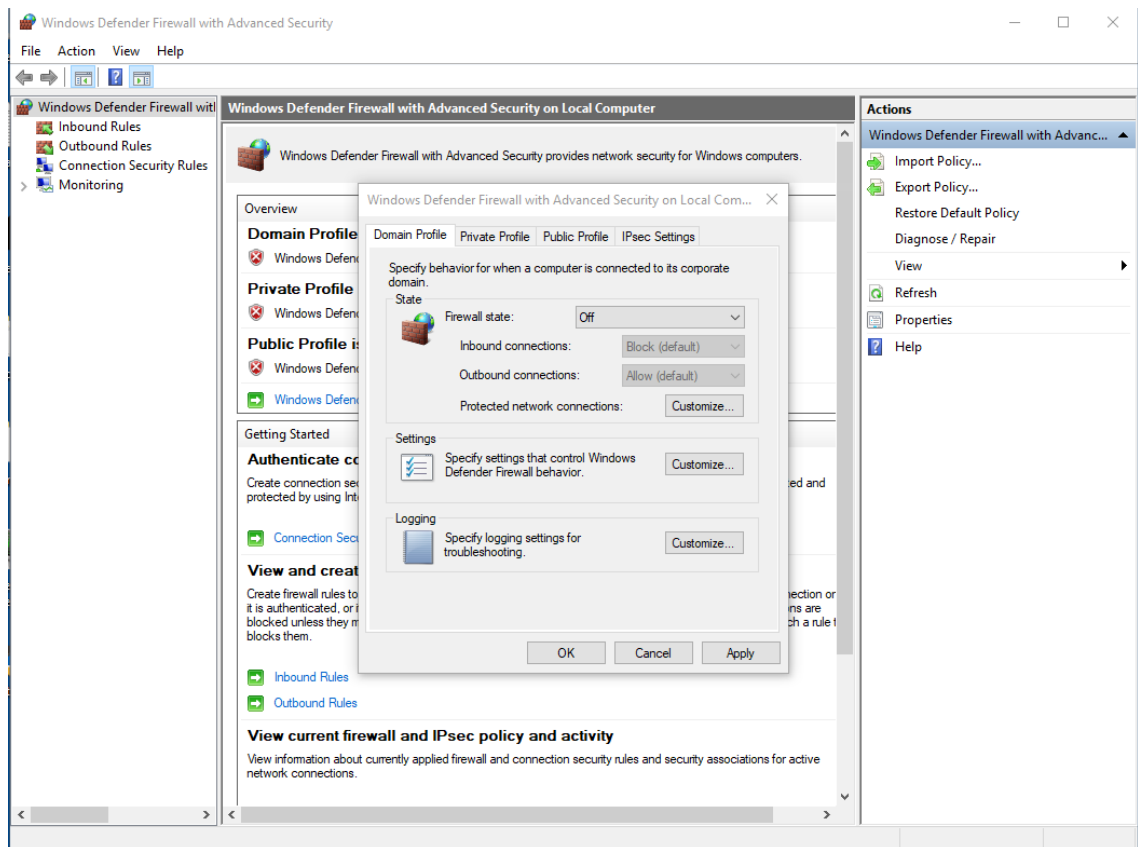 Windows Defender Firewall with Advanced Security
File Action View Help
Windows Defender Firewall witl
Inbound Rules
Outbound Rules
Connection Security Rules
Monitoring
Windows Defender Firewall with Advanced Security on Local Computer
Windows Defender Firewall with Advanced Security provides network security for Windows computers.
Overview
Domain Profile
Windows Defen
Private Profile
Windows Defen
Public Profile is
Windows Defen
Windows Defen
Getting Started
Authenticate co
Create connection sec
ted and
protected by using Inte
Connection Secu
View and creat
Create firewall rules to
nection or
it is authenticated, or i
ns are
blocked unless they m
ch a rule t
blocks them.
Inbound Rules
Outbound Rules
View current firewall and IPsec policy and activity
View information about currently applied firewall and connection security rules and security associations for active
network connections.
Windows Defender Firewall with Advanced Security on Local Com...
Domain Profile Private Profile Public Profile IPsec Settings
Specify behavior for when a computer is connected to its corporate
domain.
State
Firewall state: Off
Inbound connections: Block (default)
Outbound connections: Allow (default)
Protected network connections: Customize...
Settings
Specify settings that control Windows
Defender Firewall behavior.
Customize...
Logging
Specify logging settings for
troubleshooting.
Customize...
OK Cancel Apply
Actions
Windows Defender Firewall with Advanc...
Import Policy...
Export Policy...
Restore Default Policy
Diagnose / Repair
View
Refresh
Properties
Help